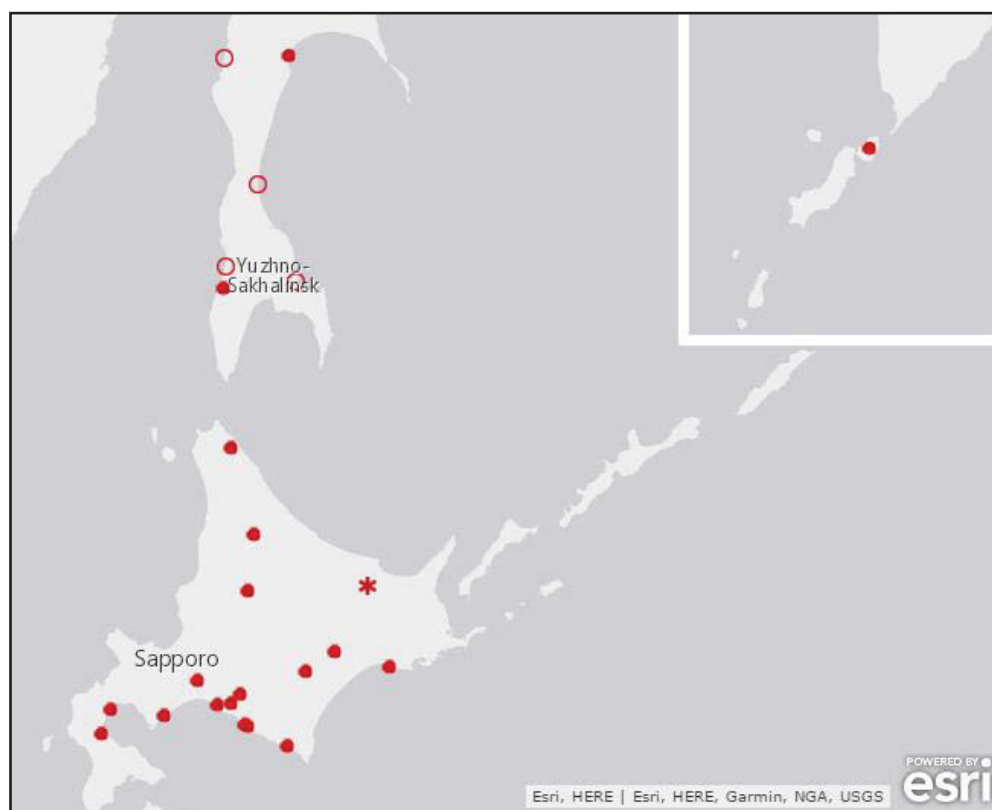 Yuzhno-
Sakhalinsk
Sapporo
POWERED BY
esri
Esri, HERE | Esri, HERE, Garmin, NGA, USGS